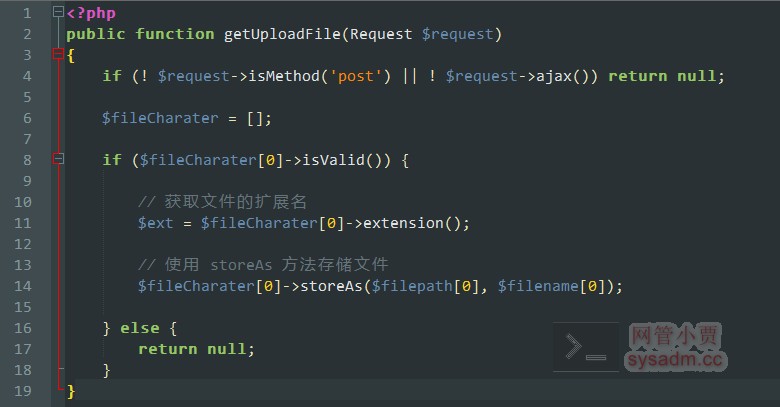 1 <?php
2 public function getUploadFile(Request $request)
3 {
4     if (! $request->isMethod('post') || ! $request->ajax()) return null;
5
6     $fileCharater = [];
7
8     if ($fileCharater[0]->isValid()) {
9
10         // 获取文件的扩展名
11         $ext = $fileCharater[0]->extension();
12
13         // 使用 storeAs 方法存储文件
14         $fileCharater[0]->storeAs($filepath[0], $filename[0]);
15
16     } else {
17         return null;
18     }
19 }
>_ 网管小贾
sysadm.cc